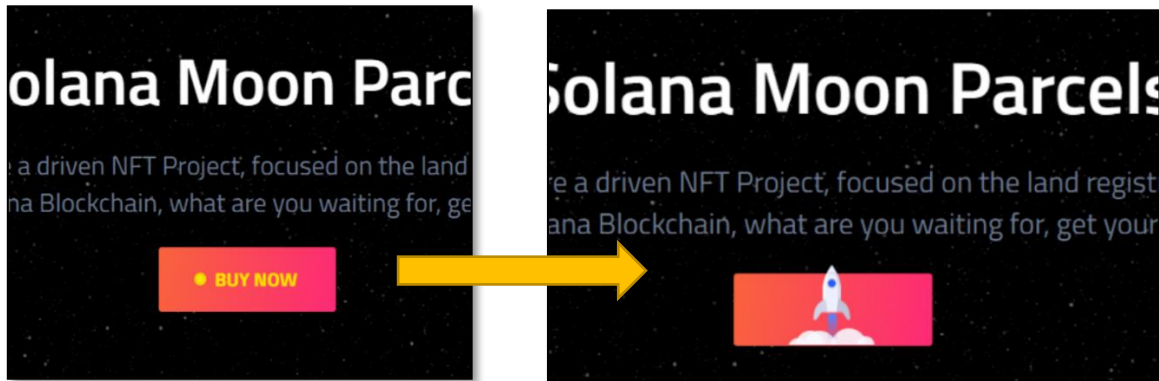 olana Moon Parc
a driven NFT Project, focused on the land
na Blockchain, what are you waiting for, ge
BUY NOW
Solana Moon Parcels
re a driven NFT Project, focused on the land regist
ana Blockchain, what are you waiting for, get your